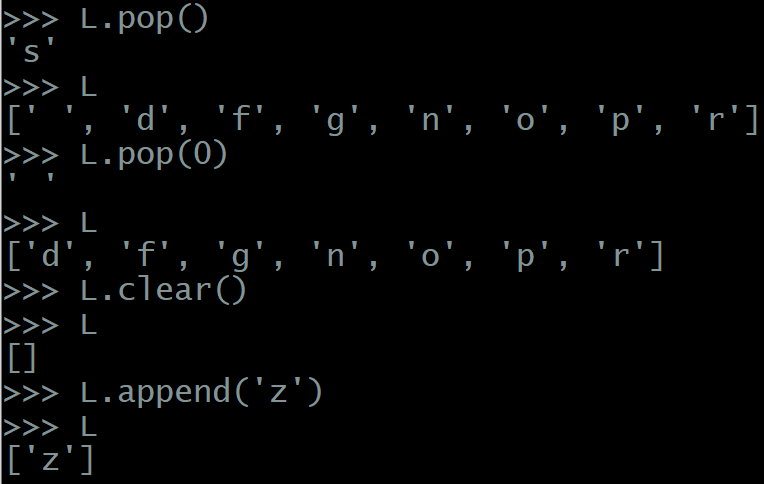 >>> L.pop()
's'
>>> L
[' ', 'd', 'f', 'g', 'n', 'o', 'p', 'r']
>>> L.pop(0)
' '
>>> L
['d', 'f', 'g', 'n', 'o', 'p', 'r']
>>> L.clear()
>>> L
[]
>>> L.append('z')
>>> L
['z']